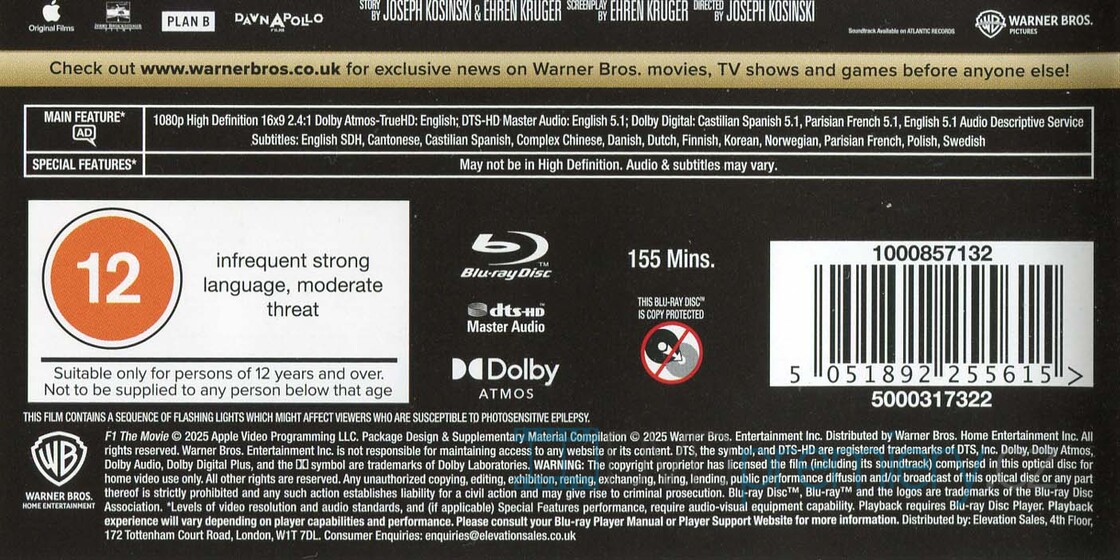 STORY BY JOSEPH KOSINSKI & EHREN KRUGER SCREENPLAY BY EHREN KRUGER DIRECTED BY JOSEPH KOSINSKI
Original Films
PLAN B
DAWN APOLLO
FILMS
Soundtrack Available on ATLANTIC RECORDS
WARNER BROS.
PICTURES
Check out www.warnerbros.co.uk for exclusive news on Warner Bros. movies, TV shows and games before anyone else!
MAIN FEATURE*
AD
1080p High Definition 16x9 2.4:1 Dolby Atmos-TrueHD: English; DTS-HD Master Audio: English 5.1; Dolby Digital: Castilian Spanish 5.1, Parisian French 5.1, English 5.1 Audio Descriptive Service
Subtitles: English SDH, Cantonese, Castilian Spanish, Complex Chinese, Danish, Dutch, Finnish, Korean, Norwegian, Parisian French, Polish, Swedish
SPECIAL FEATURES*
May not be in High Definition. Audio & subtitles may vary.
12
infrequent strong
language, moderate
threat
Suitable only for persons of 12 years and over.
Not to be supplied to any person below that age
Blu-ray Disc™
dts-HD™
Master Audio
Dolby
ATMOS
155 Mins.
THIS BLU-RAY DISC™
IS COPY PROTECTED
1000857132
5 051892 255615 >
5000317322
THIS FILM CONTAINS A SEQUENCE OF FLASHING LIGHTS WHICH MIGHT AFFECT VIEWERS WHO ARE SUSCEPTIBLE TO PHOTOSENSITIVE EPILEPSY.
WB
WARNER BROS.
HOME ENTERTAINMENT
F1 The Movie © 2025 Apple Video Programming LLC. Package Design & Supplementary Material Compilation © 2025 Warner Bros. Entertainment Inc. Distributed by Warner Bros. Home Entertainment Inc. All
rights reserved. Warner Bros. Entertainment Inc. is not responsible for maintaining access to any website or its content. DTS, the symbol, and DTS-HD are registered trademarks of DTS, Inc. Dolby, Dolby Atmos,
Dolby Audio, Dolby Digital Plus, and the symbol are trademarks of Dolby Laboratories. WARNING: The copyright proprietor has licensed the film (including its soundtrack) comprised in this optical disc for
home video use only. All other rights are reserved. Any unauthorized copying, editing, exhibition, renting, exchanging, hiring, lending, public performances, diffusion and/or broadcast of this disc or any part
thereof is strictly prohibited and any such action establishes liability for a civil action and may give rise to criminal prosecution. Blu-ray Disc™, Blu-ray™ and the logos are trademarks of the Blu-ray Disc
Association. *Levels of video resolution and audio standards, and (if applicable) Special Features performance, require audio-visual equipment capability. Playback requires Blu-ray Disc Player. Playback
experience will vary depending on player capabilities and performance. Please consult your Blu-ray Player Manual or Player Support Website for more information. Distributed by: Elevation Sales, 4th Floor,
172 Tottenham Court Road, London, W1T 7DL. Consumer Enquiries: enquiries@elevationsales.co.uk